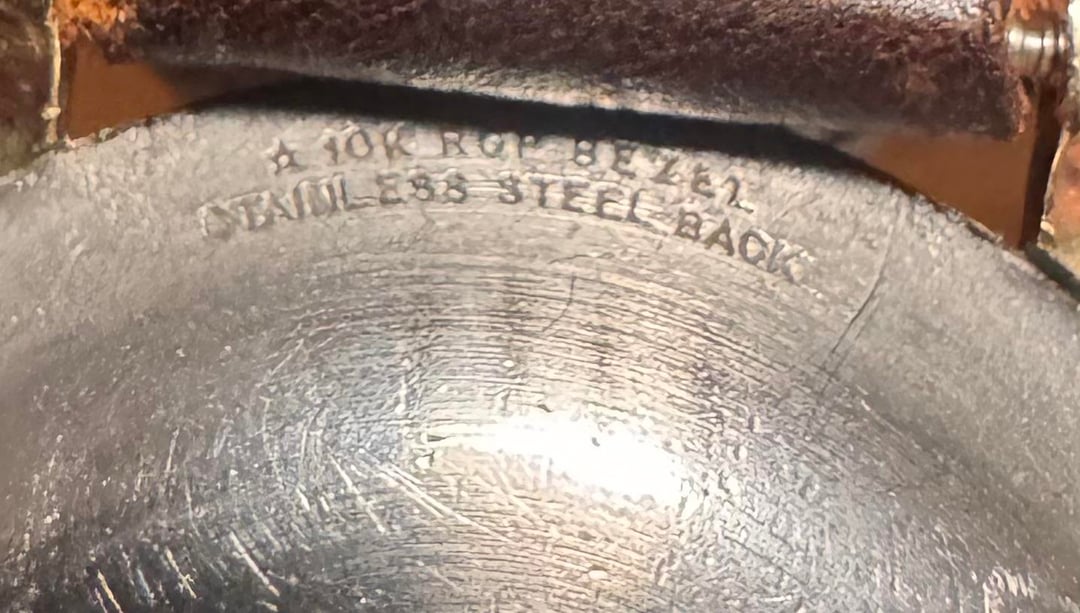 ★ 10K RGP BEZEL
STAINLESS STEEL BACK